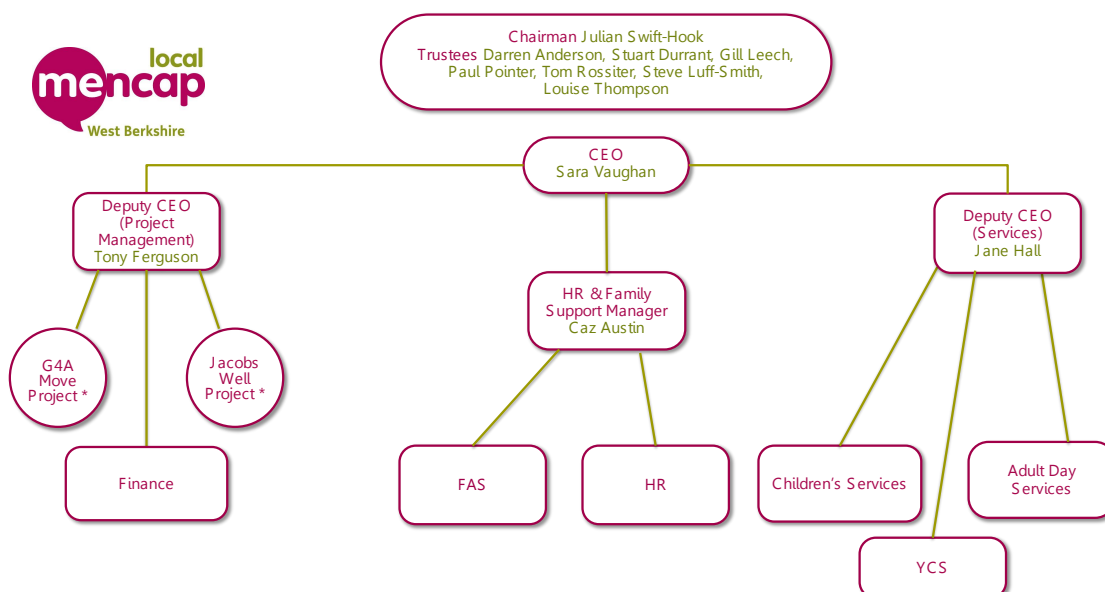 local
mencap
West Berkshire
Chairman Julian Swift-Hook
Trustees Darren Anderson, Stuart Durrant, Gill Leech,
Paul Pointer, Tom Rossiter, Steve Luff-Smith,
Louise Thompson
CEO
Sara Vaughan
Deputy CEO
(Project
Management)
Tony Ferguson
HR & Family
Support Manager
Caz Austin
Deputy CEO
(Services)
Jane Hall
G4A
Move
Project *
Jacobs
Well
Project *
Finance
FAS
HR
Children's Services
Adult Day
Services
YCS